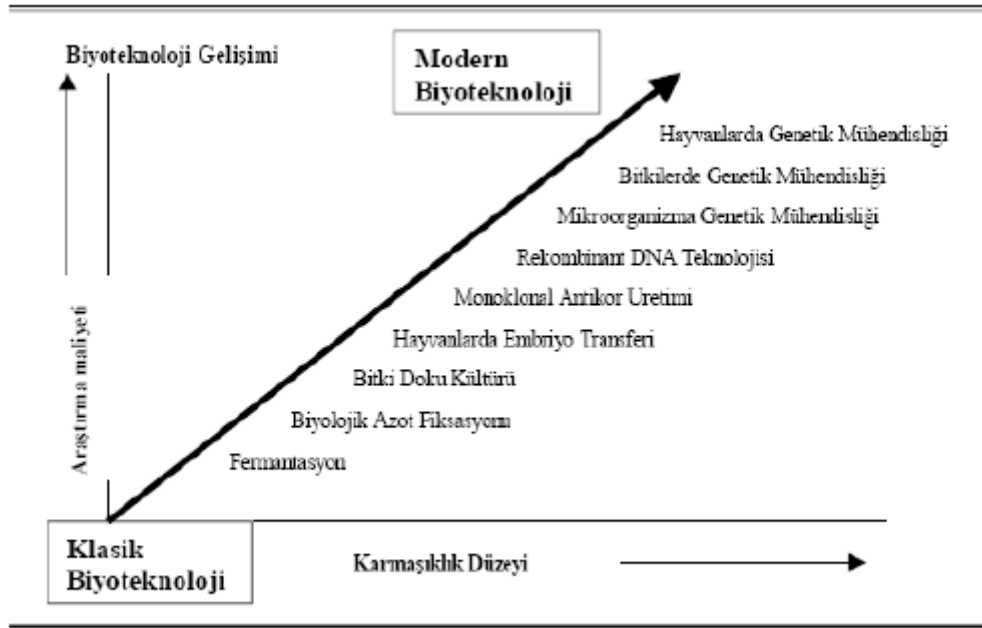 Biyoteknoloji Gelişimi
Modern
Biyoteknoloji
Hayvanlarda Genetik Mühendisliği
Bitkilerde Genetik Mühendisliği
Mikroorganizma Genetik Mühendisliği
Rekombinant DNA Teknolojisi
Monoklonal Antikor Üretimi
Hayvanlarda Embriyo Transferi
Bitki Doku Kültürü
Biyolojik Azot Fiksasyonu
Fermantasyon
Araştırma maliyeti
Klasik
Biyoteknoloji
Karmaşıklık Düzeyi